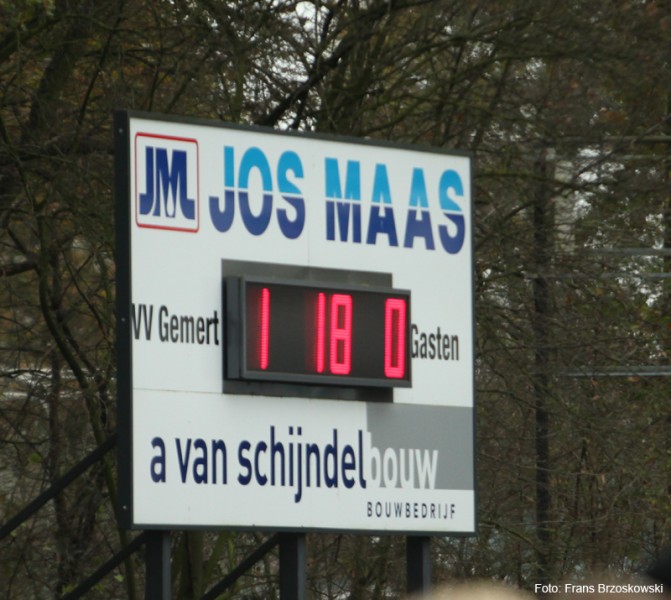 JM JOS MAAS
VV Gemert 1 18 0 Gasten
a van schijndel bouw
BOUWBEDRIJF
Foto: Frans Brzoskowski